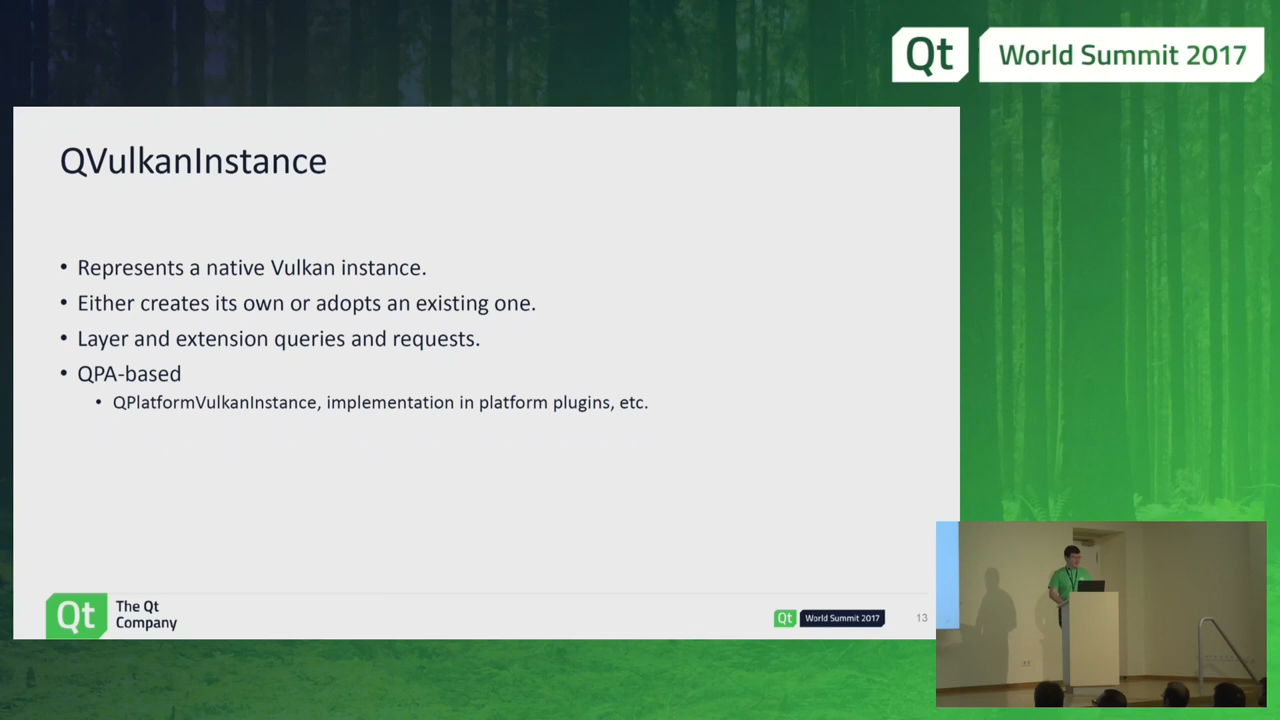 Qt World Summit 2017
QVulkanInstance
• Represents a native Vulkan instance.
• Either creates its own or adopts an existing one.
• Layer and extension queries and requests.
• QPA-based
• QPlatformVulkanInstance, implementation in platform plugins, etc.
Qt The Qt
Company
Qt World Summit 2017
13